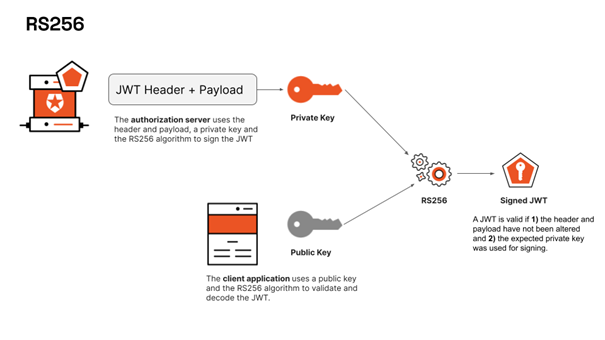 RS256
JWT Header + Payload
The authorization server uses the
header and payload, a private key and
the RS256 algorithm to sign the JWT
Private Key
RS256
Signed JWT
A JWT is valid if 1) the header and
payload have not been altered
and 2) the expected private key
was used for signing.
Public Key
The client application uses a public key
and the RS256 algorithm to validate and
decode the JWT.